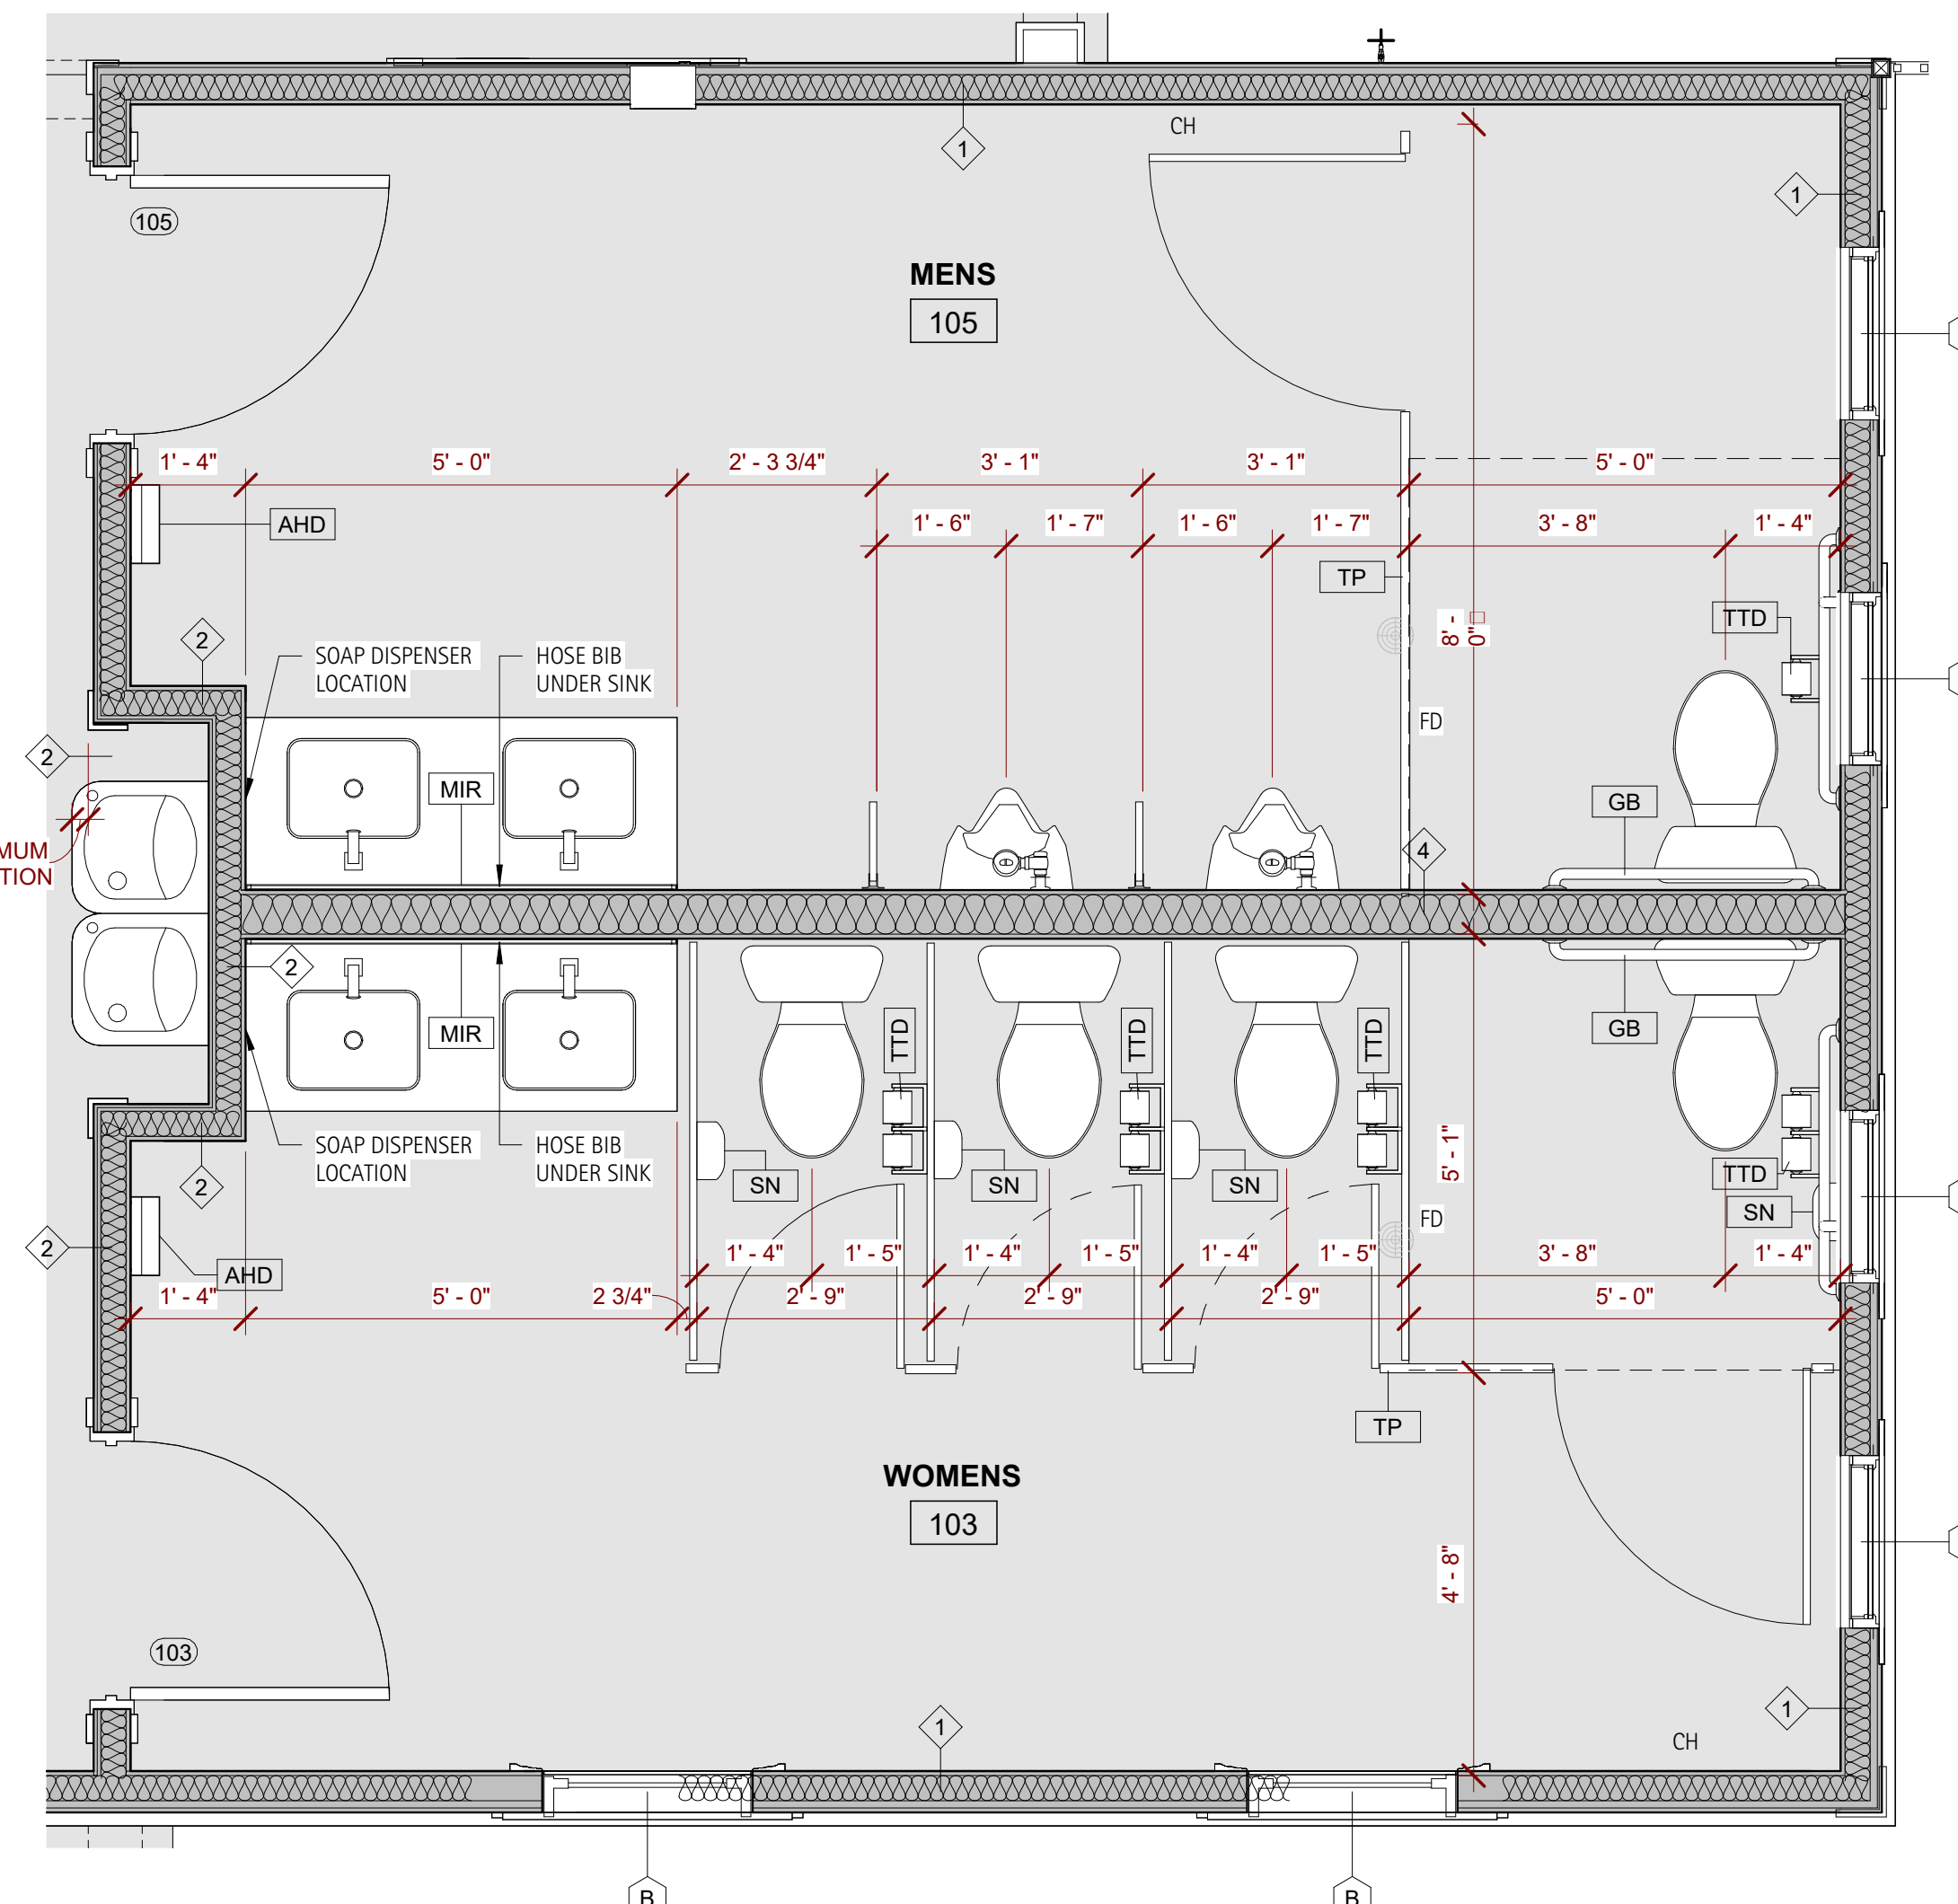 CH
1
1
105
MENS
105
1' - 4"
5' - 0"
2' - 3 3/4"
3' - 1"
3' - 1"
5' - 0"
AHD
1' - 6"
1' - 7"
1' - 6"
1' - 7"
3' - 8"
1' - 4"
TP
TTD
8' -
0"
2
SOAP DISPENSER
LOCATION
HOSE BIB
UNDER SINK
FD
2
MIR
GB
MUM
TION
4
2
MIR
GB
TTD
TTD
TTD
SOAP DISPENSER
LOCATION
HOSE BIB
UNDER SINK
5' - 1"
2
SN
SN
SN
TTD
SN
FD
2
AHD
1' - 4"
1' - 5"
1' - 4"
1' - 5"
1' - 4"
1' - 5"
3' - 8"
1' - 4"
1' - 4"
5' - 0"
2 3/4"
2' - 9"
2' - 9"
2' - 9"
5' - 0"
TP
WOMENS
103
4' - 8"
103
1
1
CH
B
B